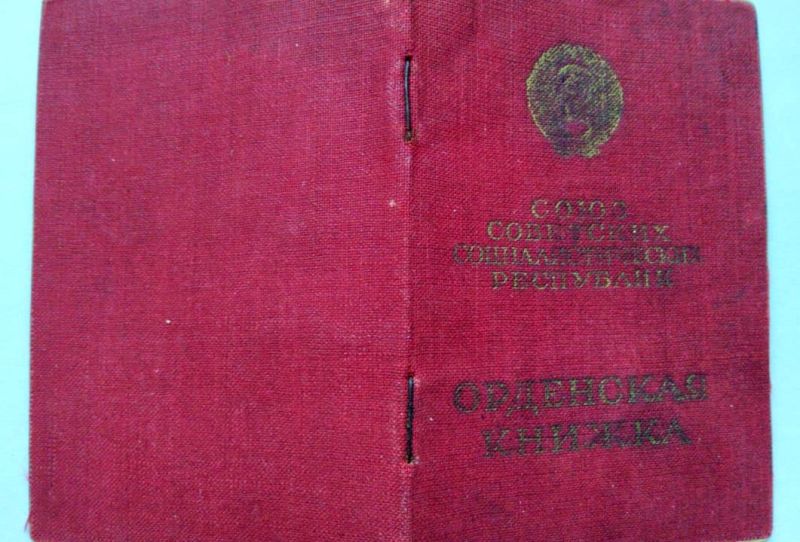 СОЮЗ
СОВЕТСКИХ
СОЦИАЛИСТИЧЕСКИХ
РЕСПУБЛИК
ОРДЕНСКАЯ
КНИЖКА